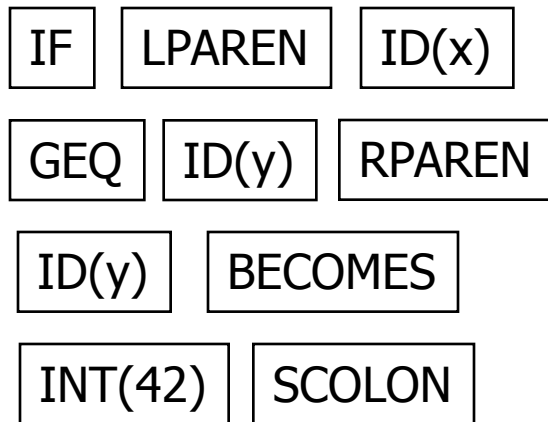 IF LPAREN ID(x)
GEQ ID(y) RPAREN
ID(y) BECOMES
INT(42) SCOLON